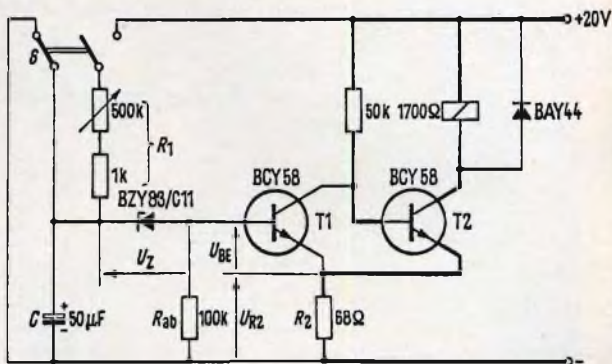 +20V
S
500k
R1
1k
50k
1700Ω
BAY44
BZY83/C11
BCY58
BCY58
T1
T2
UZ
UBE
C
+
-
50µF
Rab
100k
UR2
R2
68Ω
-